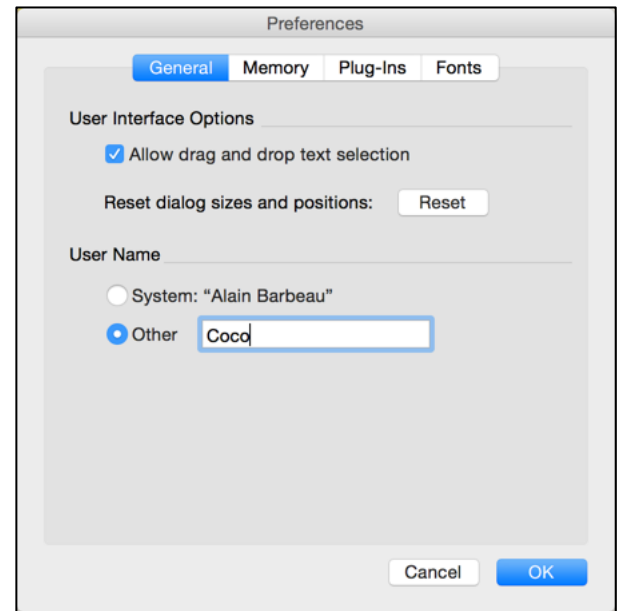 Preferences
General Memory Plug-Ins Fonts
User Interface Options
Allow drag and drop text selection
Reset dialog sizes and positions: Reset
User Name
System: “Alain Barbeau”
Other Coco
Cancel OK